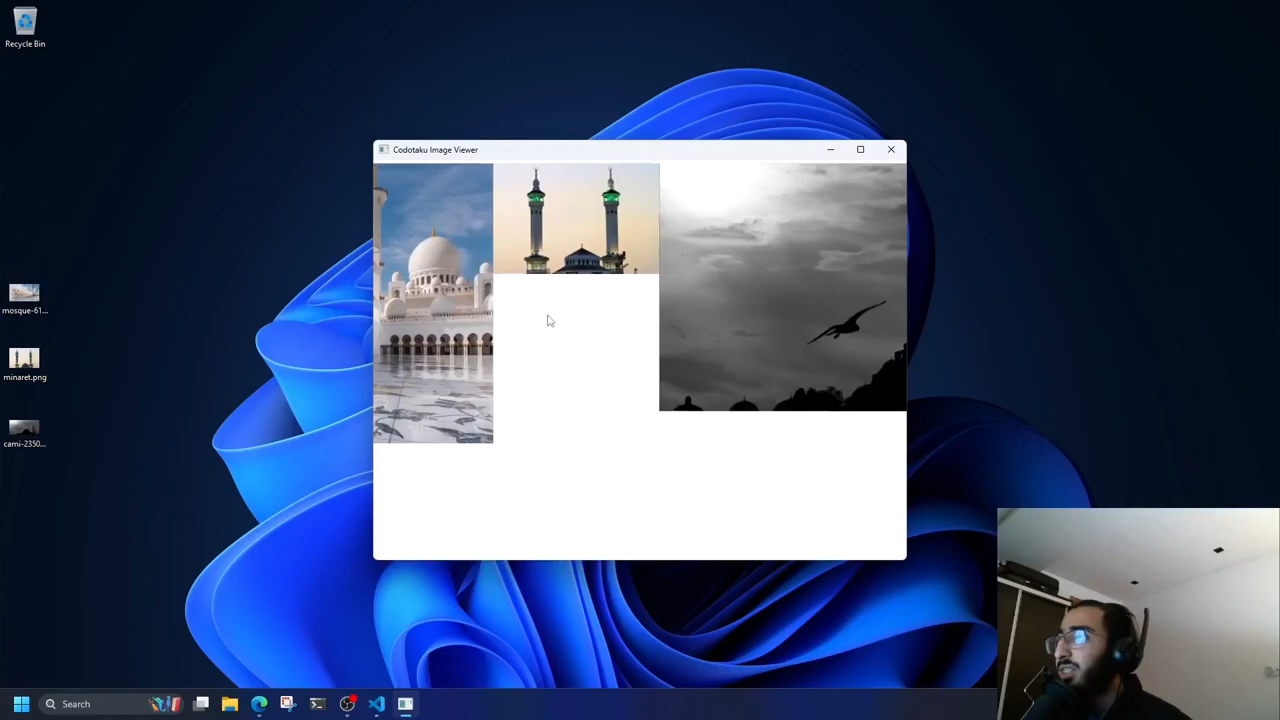 Recycle Bin
Codotaku Image Viewer
mosque-61...
minaret.png
cami-2350...
Search